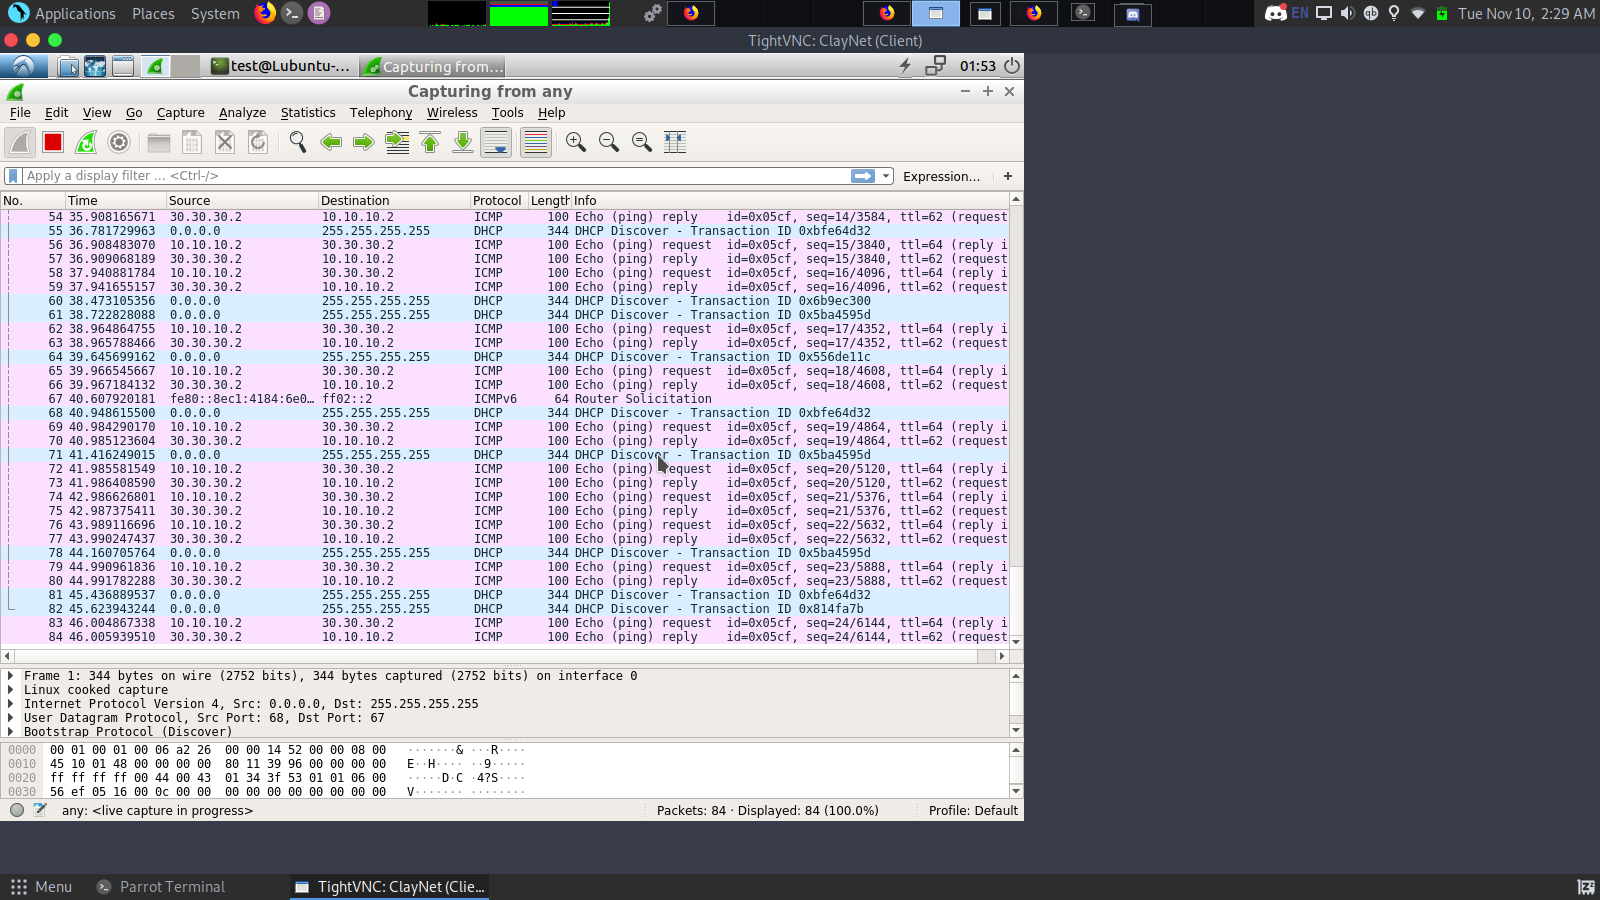 Applications Places System EN Tue Nov 10, 2:29 AM
TightVNC: ClayNet (Client)
test@Lubuntu-... Capturing from... 01:53
Capturing from any
File Edit View Go Capture Analyze Statistics Telephony Wireless Tools Help
Apply a display filter ... <Ctrl-/> Expression... +
No. Time Source Destination Protocol Length Info
54 35.908165671 30.30.30.2 10.10.10.2 ICMP 100 Echo (ping) reply id=0x05cf, seq=14/3584, ttl=62 (request
55 36.781729963 0.0.0.0 255.255.255.255 DHCP 344 DHCP Discover - Transaction ID 0xbfe64d32
56 36.908483070 10.10.10.2 30.30.30.2 ICMP 100 Echo (ping) request id=0x05cf, seq=15/3840, ttl=64 (reply i
57 36.909068189 30.30.30.2 10.10.10.2 ICMP 100 Echo (ping) reply id=0x05cf, seq=15/3840, ttl=62 (request
58 37.940881784 10.10.10.2 30.30.30.2 ICMP 100 Echo (ping) request id=0x05cf, seq=16/4096, ttl=64 (reply i
59 37.941655157 30.30.30.2 10.10.10.2 ICMP 100 Echo (ping) reply id=0x05cf, seq=16/4096, ttl=62 (request
60 38.473105356 0.0.0.0 255.255.255.255 DHCP 344 DHCP Discover - Transaction ID 0x6b9ec300
61 38.722828088 0.0.0.0 255.255.255.255 DHCP 344 DHCP Discover - Transaction ID 0x5ba4595d
62 38.964864755 10.10.10.2 30.30.30.2 ICMP 100 Echo (ping) request id=0x05cf, seq=17/4352, ttl=64 (reply i
63 38.965788466 30.30.30.2 10.10.10.2 ICMP 100 Echo (ping) reply id=0x05cf, seq=17/4352, ttl=62 (request
64 39.645699162 0.0.0.0 255.255.255.255 DHCP 344 DHCP Discover - Transaction ID 0x556de11c
65 39.966545667 10.10.10.2 30.30.30.2 ICMP 100 Echo (ping) request id=0x05cf, seq=18/4608, ttl=64 (reply i
66 39.967184132 30.30.30.2 10.10.10.2 ICMP 100 Echo (ping) reply id=0x05cf, seq=18/4608, ttl=62 (request
67 40.607920181 fe80::8ec1:4184:6e0... ff02::2 ICMPv6 64 Router Solicitation
68 40.948615500 0.0.0.0 255.255.255.255 DHCP 344 DHCP Discover - Transaction ID 0xbfe64d32
69 40.984290170 10.10.10.2 30.30.30.2 ICMP 100 Echo (ping) request id=0x05cf, seq=19/4864, ttl=64 (reply i
70 40.985123604 30.30.30.2 10.10.10.2 ICMP 100 Echo (ping) reply id=0x05cf, seq=19/4864, ttl=62 (request
71 41.416249015 0.0.0.0 255.255.255.255 DHCP 344 DHCP Discover - Transaction ID 0x5ba4595d
72 41.985581549 10.10.10.2 30.30.30.2 ICMP 100 Echo (ping) request id=0x05cf, seq=20/5120, ttl=64 (reply i
73 41.986408590 30.30.30.2 10.10.10.2 ICMP 100 Echo (ping) reply id=0x05cf, seq=20/5120, ttl=62 (request
74 42.986626801 10.10.10.2 30.30.30.2 ICMP 100 Echo (ping) request id=0x05cf, seq=21/5376, ttl=64 (reply i
75 42.987375411 30.30.30.2 10.10.10.2 ICMP 100 Echo (ping) reply id=0x05cf, seq=21/5376, ttl=62 (request
76 43.989116696 10.10.10.2 30.30.30.2 ICMP 100 Echo (ping) request id=0x05cf, seq=22/5632, ttl=64 (reply i
77 43.990247437 30.30.30.2 10.10.10.2 ICMP 100 Echo (ping) reply id=0x05cf, seq=22/5632, ttl=62 (request
78 44.160705764 0.0.0.0 255.255.255.255 DHCP 344 DHCP Discover - Transaction ID 0x5ba4595d
79 44.990961836 10.10.10.2 30.30.30.2 ICMP 100 Echo (ping) request id=0x05cf, seq=23/5888, ttl=64 (reply i
80 44.991782288 30.30.30.2 10.10.10.2 ICMP 100 Echo (ping) reply id=0x05cf, seq=23/5888, ttl=62 (request
81 45.436889537 0.0.0.0 255.255.255.255 DHCP 344 DHCP Discover - Transaction ID 0xbfe64d32
82 45.623943244 0.0.0.0 255.255.255.255 DHCP 344 DHCP Discover - Transaction ID 0x814fa7b
83 46.004867338 10.10.10.2 30.30.30.2 ICMP 100 Echo (ping) request id=0x05cf, seq=24/6144, ttl=64 (reply i
84 46.005939510 30.30.30.2 10.10.10.2 ICMP 100 Echo (ping) reply id=0x05cf, seq=24/6144, ttl=62 (request
Frame 1: 344 bytes on wire (2752 bits), 344 bytes captured (2752 bits) on interface 0
Linux cooked capture
Internet Protocol Version 4, Src: 0.0.0.0, Dst: 255.255.255.255
User Datagram Protocol, Src Port: 68, Dst Port: 67
Bootstrap Protocol (Discover)
0000 00 01 00 01 00 06 a2 26 00 00 14 52 00 00 08 00 ·······& ···R····
0010 45 10 01 48 00 00 00 00 80 11 39 96 00 00 00 00 E··H···· ··9·····
0020 ff ff ff ff 00 44 00 43 01 34 3f 53 01 01 06 00 ·····D·C ·4?S····
0030 56 ef 05 16 00 0c 00 00 00 00 00 00 00 00 00 00 V······· ········
any: <live capture in progress> Packets: 84 · Displayed: 84 (100.0%) Profile: Default
Menu Parrot Terminal TightVNC: ClayNet (Clie...